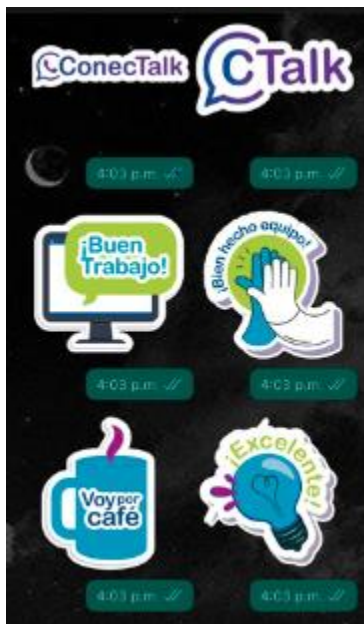 ConecTalk
CTalk
4:03 p.m.
4:03 p.m.
¡Buen
Trabajo!
¡Bien hecho equipo!
4:03 p.m.
4:03 p.m.
Voy por
café
¡Excelente!
4:03 p.m.
4:03 p.m.